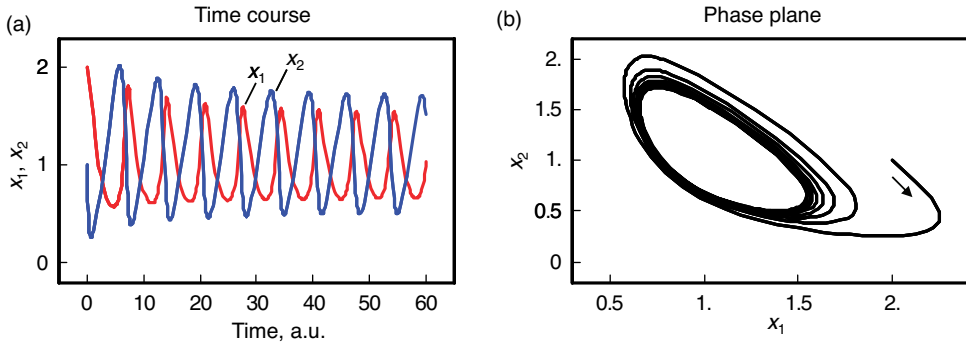 (a)
Time course
x1, x2
2
1
0
x1
x2
0 10 20 30 40 50 60
Time, a.u.
(b)
Phase plane
x2
2.
1.5
1.0
0.5
0
0.5 1. 1.5 2.
x1